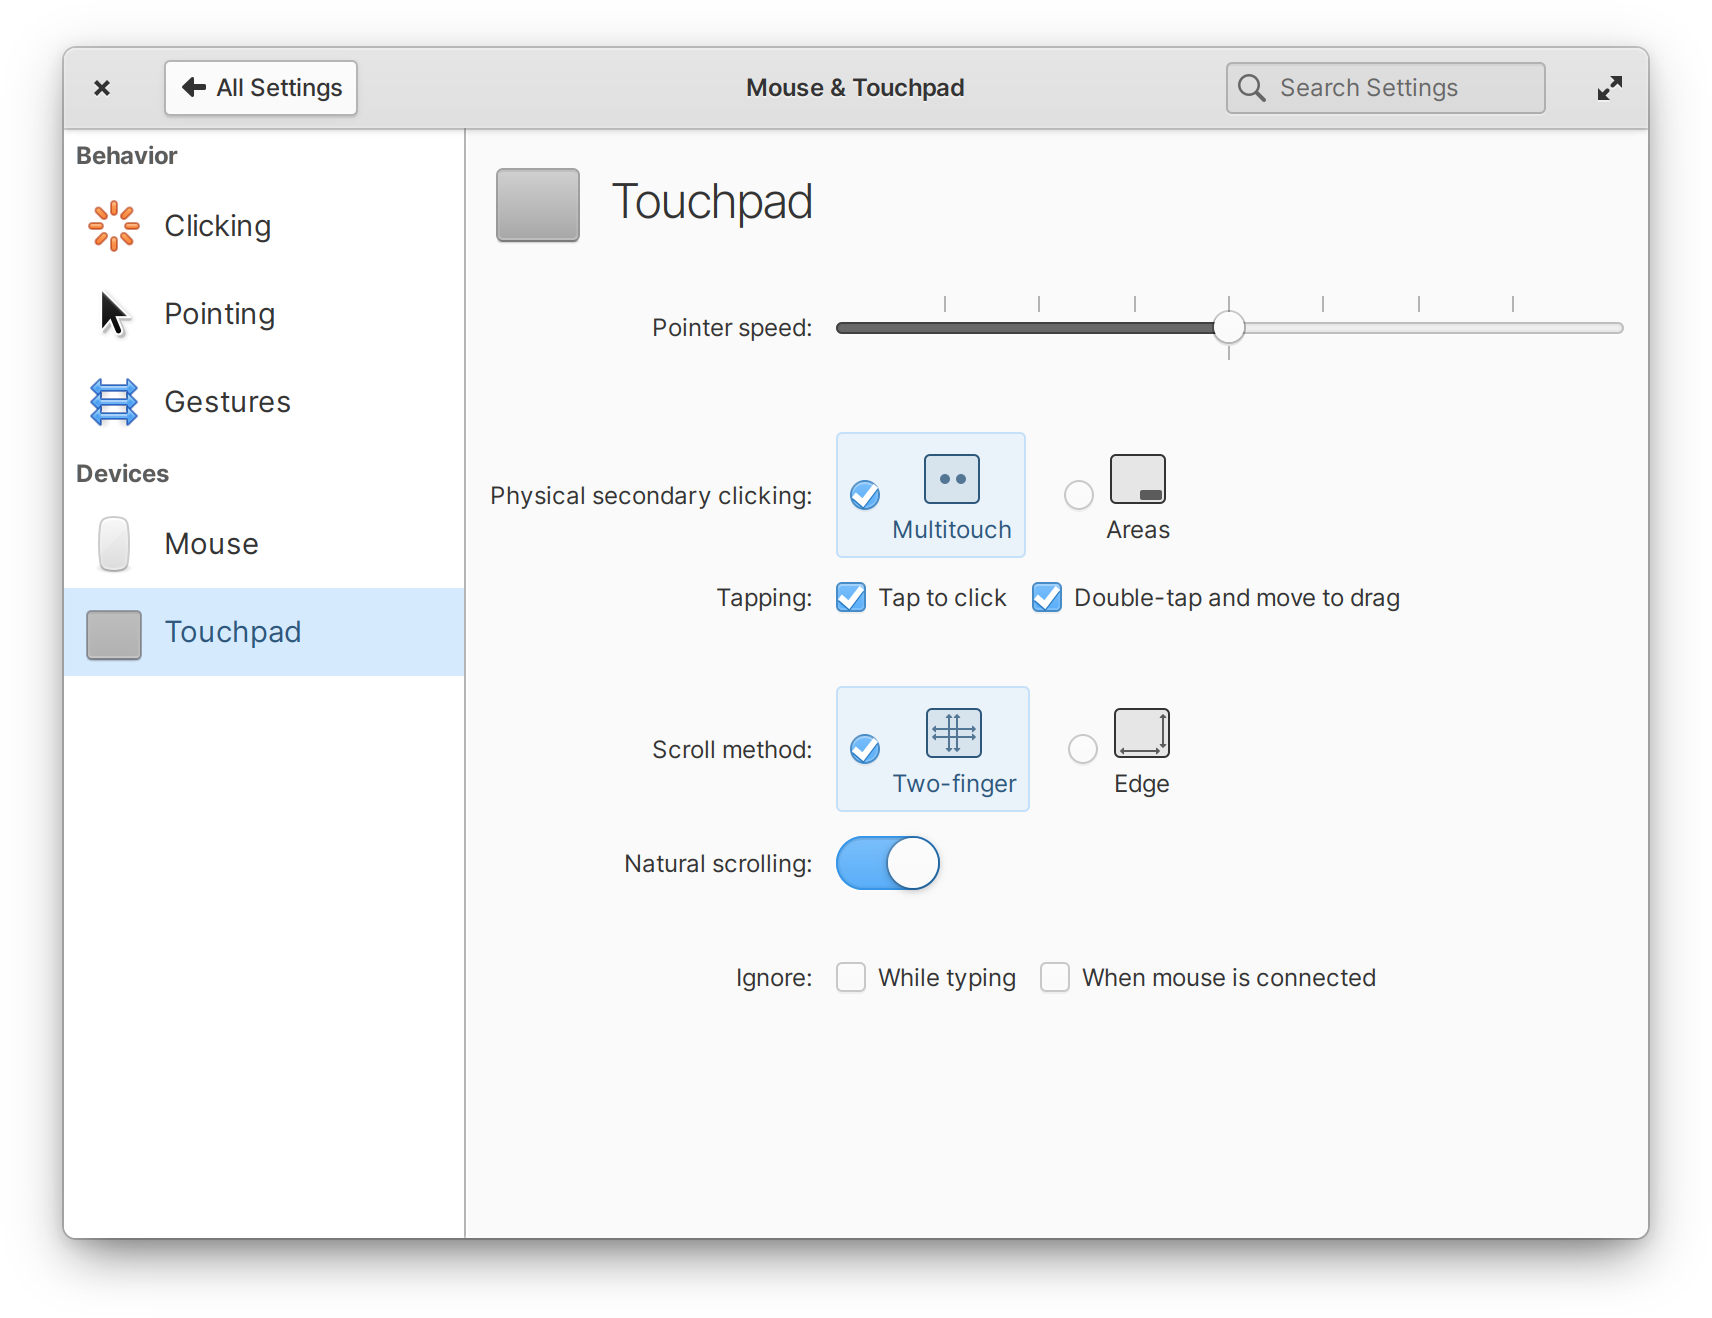 All Settings
Mouse & Touchpad
Search Settings
Behavior
Clicking
Pointing
Gestures
Devices
Mouse
Touchpad
Touchpad
Pointer speed:
Physical secondary clicking:
Multitouch
Areas
Tapping:
Tap to click
Double-tap and move to drag
Scroll method:
Two-finger
Edge
Natural scrolling:
Ignore:
While typing
When mouse is connected